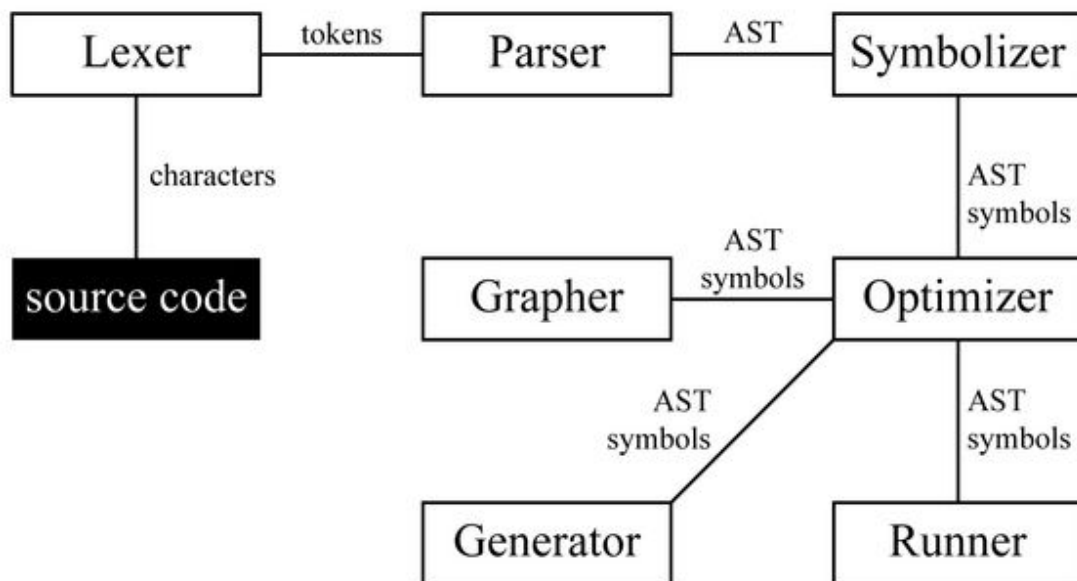 Lexer
tokens
Parser
AST
Symbolizer
characters
AST
symbols
source code
Grapher
AST
symbols
Optimizer
AST
symbols
AST
symbols
Generator
Runner